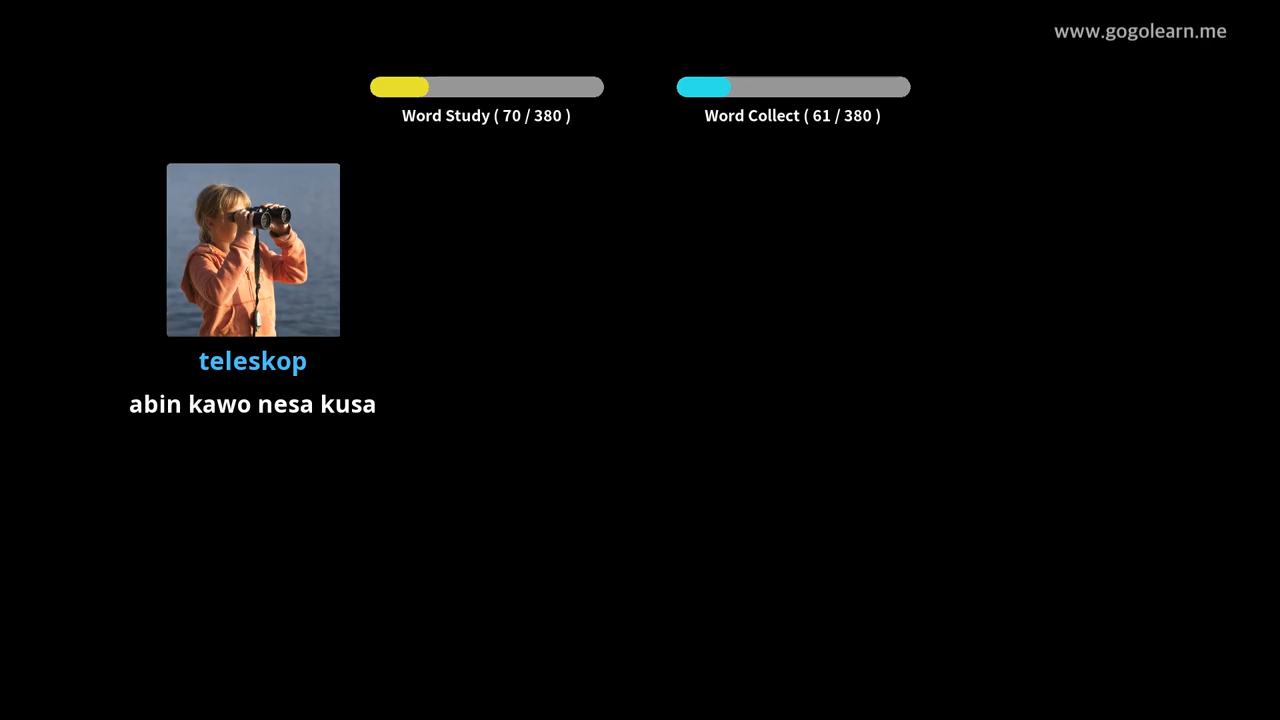 www.gogolearn.me
Word Study ( 70 / 380 )
Word Collect ( 61 / 380 )
teleskop
abin kawo nesa kusa